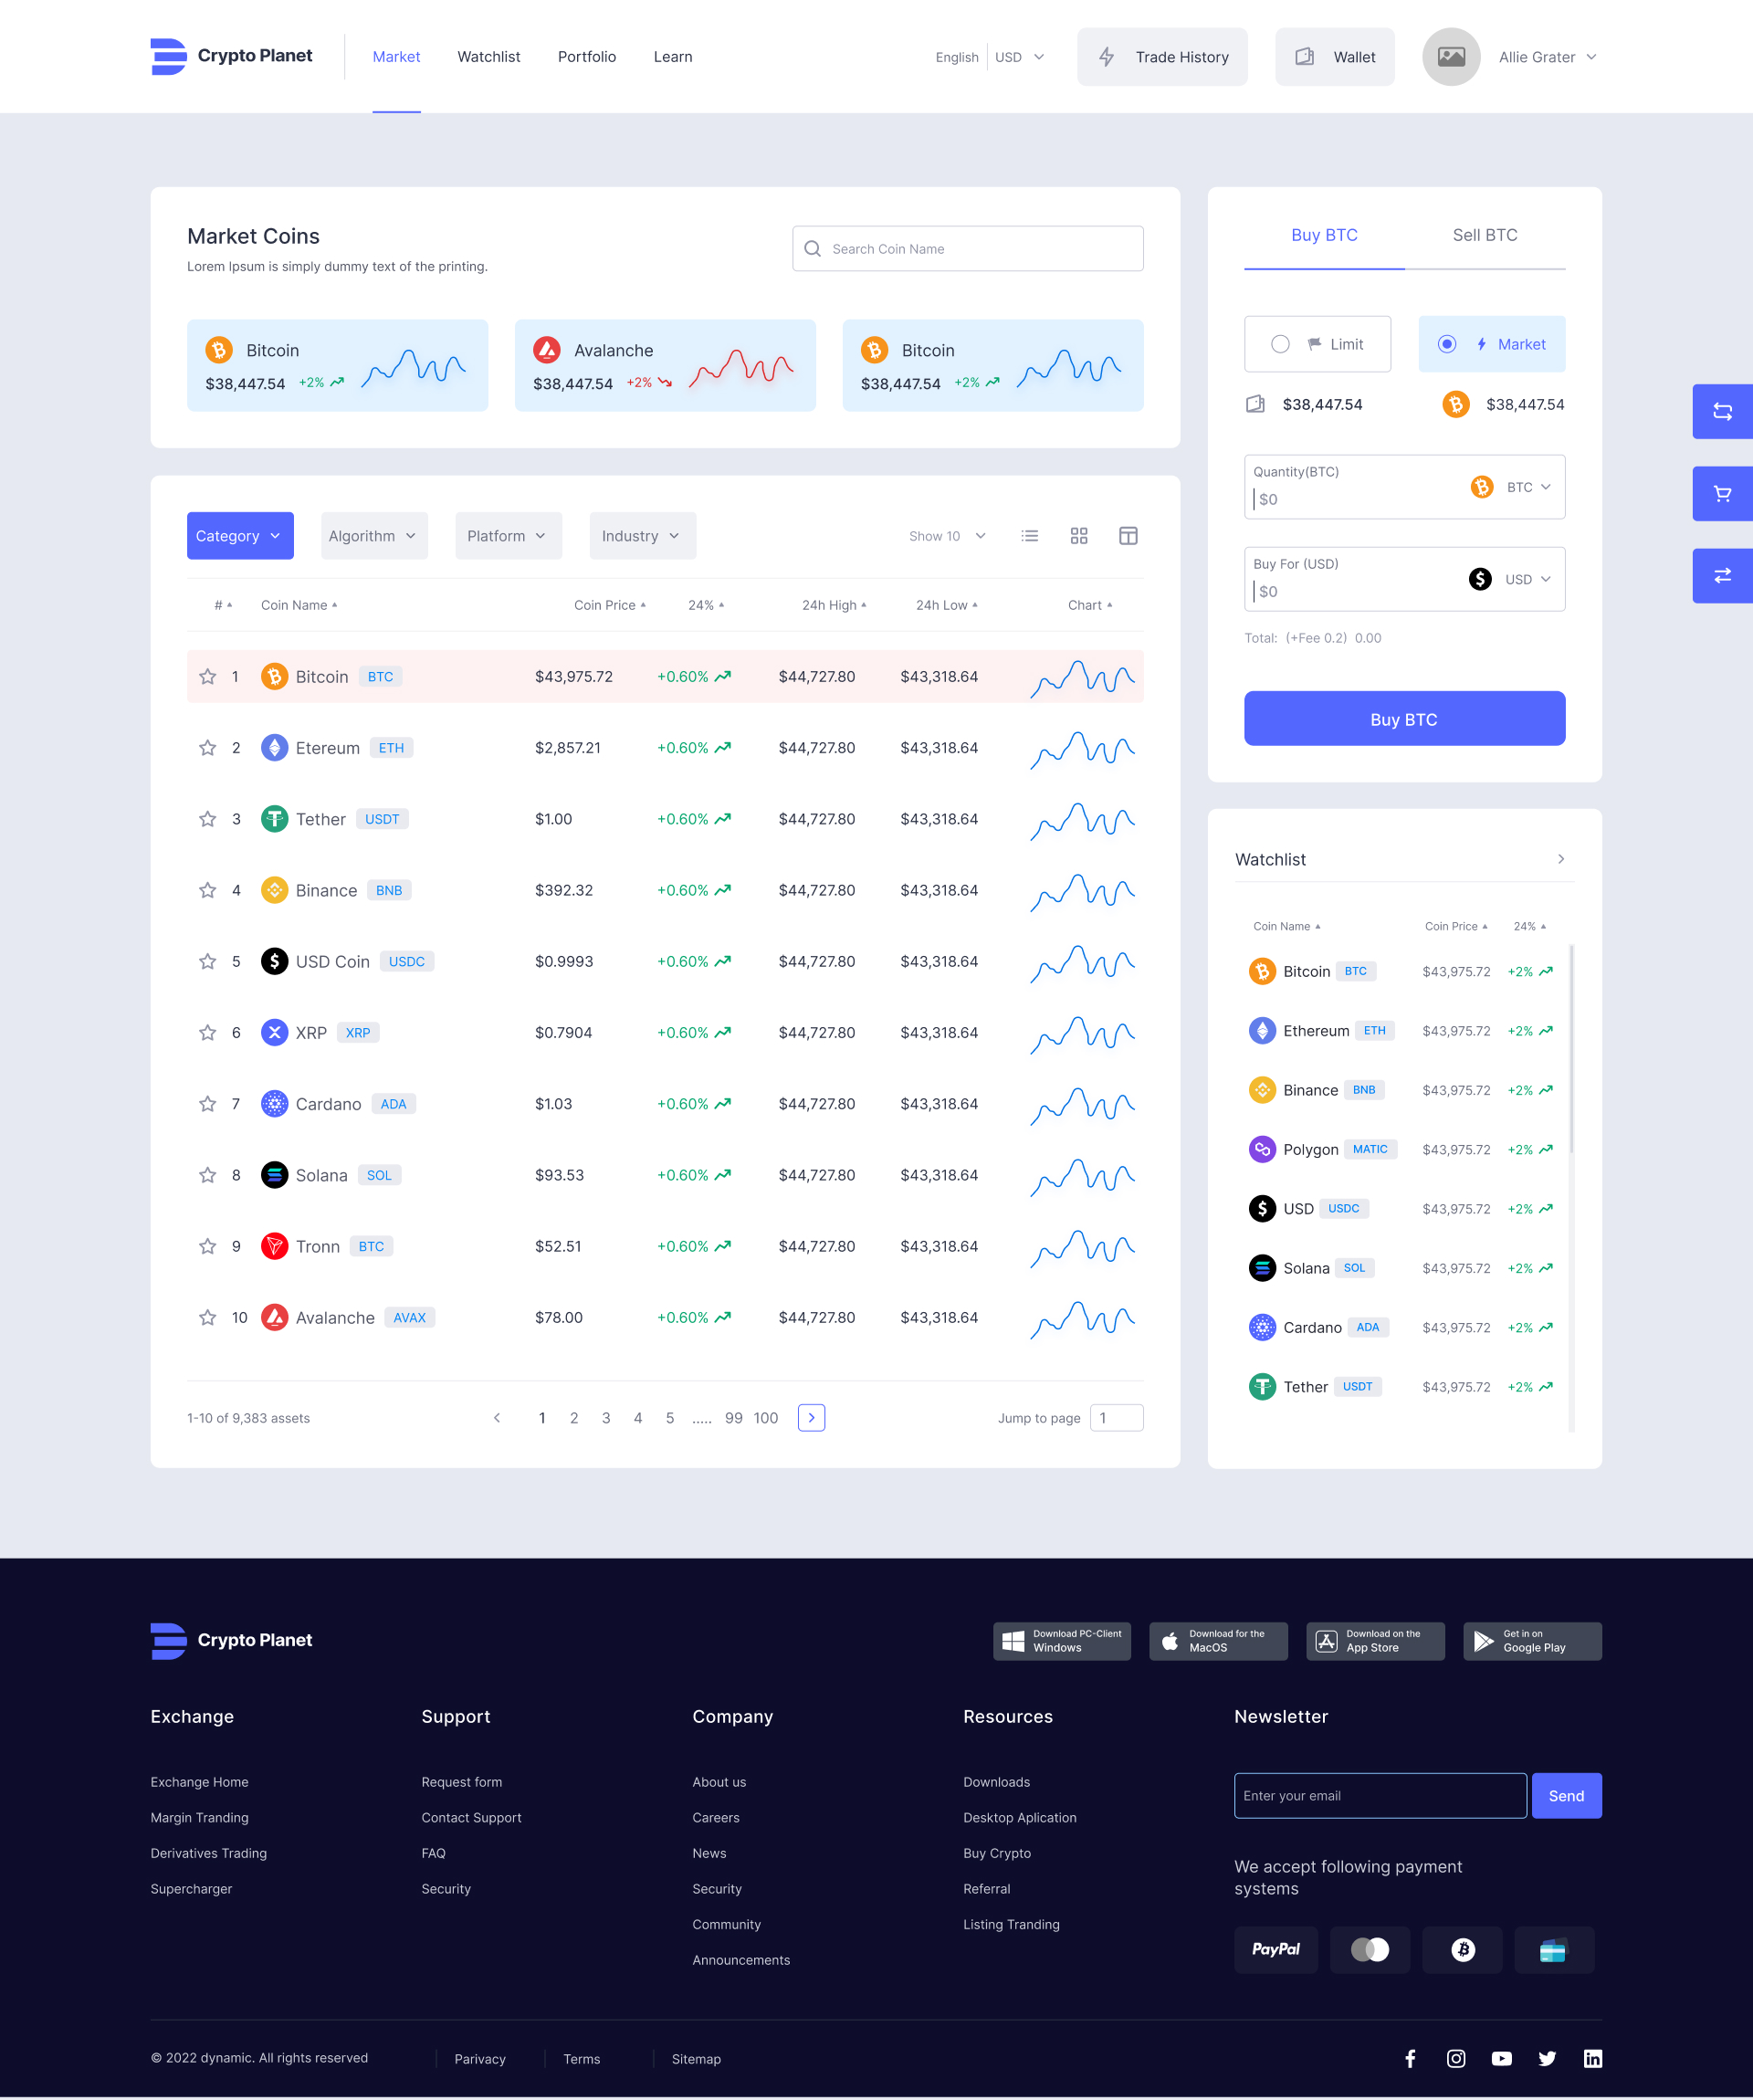 Crypto Planet
Market
Watchlist
Portfolio
Learn
English
USD
Trade History
Wallet
Allie Grater
Market Coins
Lorem Ipsum is simply dummy text of the printing.
Search Coin Name
Bitcoin
$38,447.54 +2%
Avalanche
$38,447.54 +2%
Bitcoin
$38,447.54 +2%
Category
Algorithm
Platform
Industry
Show 10
# Coin Name Coin Price 24% 24h High 24h Low Chart
1 Bitcoin BTC $43,975.72 +0.60% $44,727.80 $43,318.64
2 Etereum ETH $2,857.21 +0.60% $44,727.80 $43,318.64
3 Tether USDT $1.00 +0.60% $44,727.80 $43,318.64
4 Binance BNB $392.32 +0.60% $44,727.80 $43,318.64
5 USD Coin USDC $0.9993 +0.60% $44,727.80 $43,318.64
6 XRP XRP $0.7904 +0.60% $44,727.80 $43,318.64
7 Cardano ADA $1.03 +0.60% $44,727.80 $43,318.64
8 Solana SOL $93.53 +0.60% $44,727.80 $43,318.64
9 Tronn BTC $52.51 +0.60% $44,727.80 $43,318.64
10 Avalanche AVAX $78.00 +0.60% $44,727.80 $43,318.64
1-10 of 9,383 assets
1 2 3 4 5 ..... 99 100
Jump to page 1
Buy BTC
Sell BTC
Limit
Market
$38,447.54
$38,447.54
Quantity(BTC)
$0
BTC
Buy For (USD)
$0
USD
Total: (+Fee 0.2) 0.00
Buy BTC
Watchlist
Coin Name Coin Price 24%
Bitcoin BTC $43,975.72 +2%
Ethereum ETH $43,975.72 +2%
Binance BNB $43,975.72 +2%
Polygon MATIC $43,975.72 +2%
USD USDC $43,975.72 +2%
Solana SOL $43,975.72 +2%
Cardano ADA $43,975.72 +2%
Tether USDT $43,975.72 +2%
Crypto Planet
Download PC-Client
Windows
Download for the
MacOS
Download on the
App Store
Get in on
Google Play
Exchange
Exchange Home
Margin Tranding
Derivatives Trading
Supercharger
Support
Request form
Contact Support
FAQ
Security
Company
About us
Careers
News
Security
Community
Announcements
Resources
Downloads
Desktop Aplication
Buy Crypto
Referral
Listing Tranding
Newsletter
Enter your email
Send
We accept following payment
systems
PayPal
© 2022 dynamic. All rights reserved
Parivacy
Terms
Sitemap